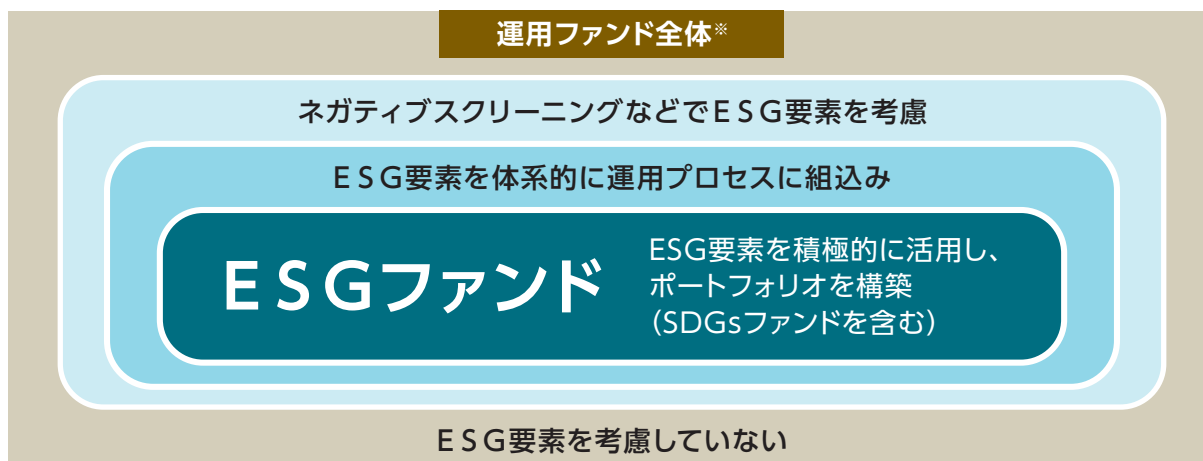 運用ファンド全体※
ネガティブスクリーニングなどでESG要素を考慮
ESG要素を体系的に運用プロセスに組込み
ESGファンド
ESG要素を積極的に活用し、
ポートフォリオを構築
（SDGsファンドを含む）
ESG要素を考慮していない